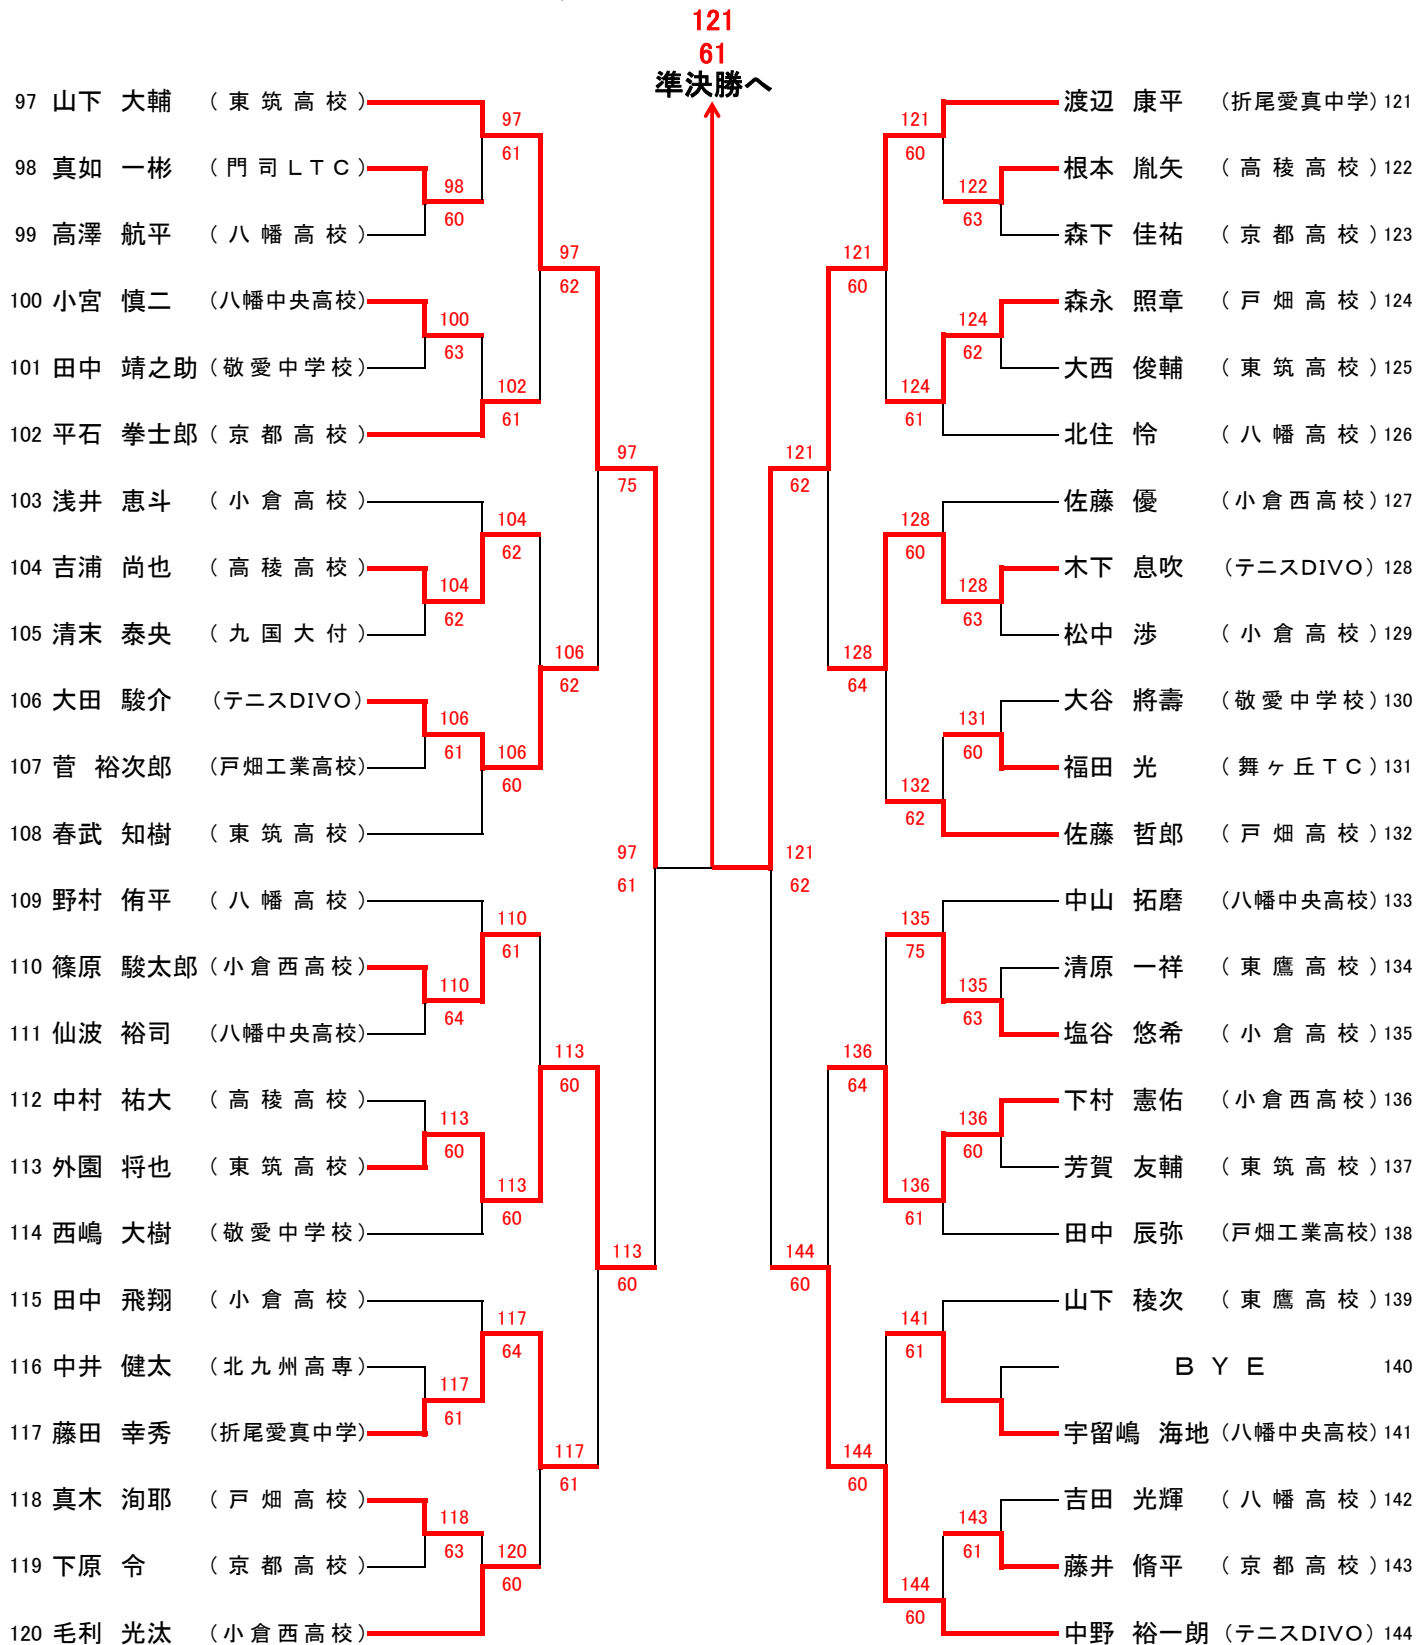 121
61
準決勝へ
97 山下 大輔 (東筑高校)
98 真如 一彬 (門司LTC)
99 高澤 航平 (八幡高校)
100 小宮 慎二 (八幡中央高校)
101 田中 靖之助 (敬愛中学校)
102 平石 拳士郎 (京都高校)
103 浅井 恵斗 (小倉高校)
104 吉浦 尚也 (高稜高校)
105 清末 泰央 (九国大付)
106 大田 駿介 (テニスDIVO)
107 菅 裕次郎 (戸畑工業高校)
108 春武 知樹 (東筑高校)
109 野村 侑平 (八幡高校)
110 篠原 駿太郎 (小倉西高校)
111 仙波 裕司 (八幡中央高校)
112 中村 祐大 (高稜高校)
113 外園 将也 (東筑高校)
114 西嶋 大樹 (敬愛中学校)
115 田中 飛翔 (小倉高校)
116 中井 健太 (北九州高専)
117 藤田 幸秀 (折尾愛真中学)
118 真木 洵耶 (戸畑高校)
119 下原 令 (京都高校)
120 毛利 光汰 (小倉西高校)
97
61
98
60
97
62
100
63
102
61
97
75
104
62
104
62
106
62
106
61
106
60
97
61
110
61
110
64
113
60
113
60
113
60
113
60
117
64
117
61
117
61
118
63
120
60
121
60
122
63
121
60
124
62
124
61
121
62
128
60
128
63
128
64
131
60
132
62
121
62
135
75
135
63
136
64
136
60
136
61
144
60
141
61
144
60
143
61
144
60
渡辺 康平 (折尾愛真中学) 121
根本 胤矢 (高稜高校) 122
森下 佳祐 (京都高校) 123
森永 照章 (戸畑高校) 124
大西 俊輔 (東筑高校) 125
北住 怜 (八幡高校) 126
佐藤 優 (小倉西高校) 127
木下 息吹 (テニスDIVO) 128
松中 渉 (小倉高校) 129
大谷 將壽 (敬愛中学校) 130
福田 光 (舞ヶ丘TC) 131
佐藤 哲郎 (戸畑高校) 132
中山 拓磨 (八幡中央高校) 133
清原 一祥 (東鷹高校) 134
塩谷 悠希 (小倉高校) 135
下村 憲佑 (小倉西高校) 136
芳賀 友輔 (東筑高校) 137
田中 辰弥 (戸畑工業高校) 138
山下 稜次 (東鷹高校) 139
BYE 140
宇留嶋 海地 (八幡中央高校) 141
吉田 光輝 (八幡高校) 142
藤井 脩平 (京都高校) 143
中野 裕一朗 (テニスDIVO) 144